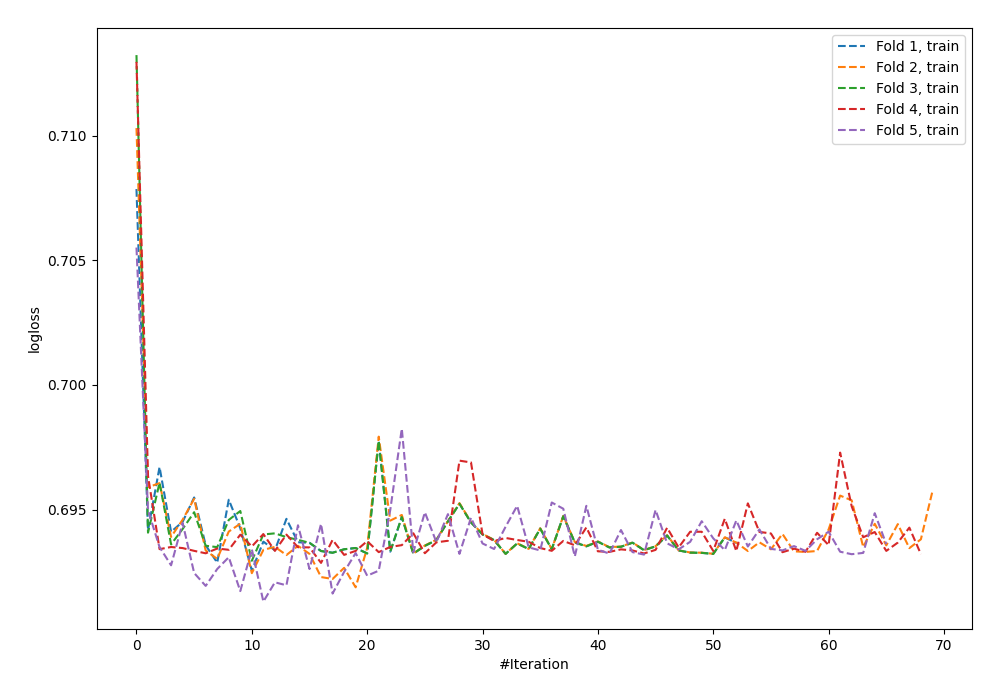 Fold 1, train
Fold 2, train
Fold 3, train
Fold 4, train
Fold 5, train
0.710
0.705
0.700
0.695
logloss
0 10 20 30 40 50 60 70
#Iteration